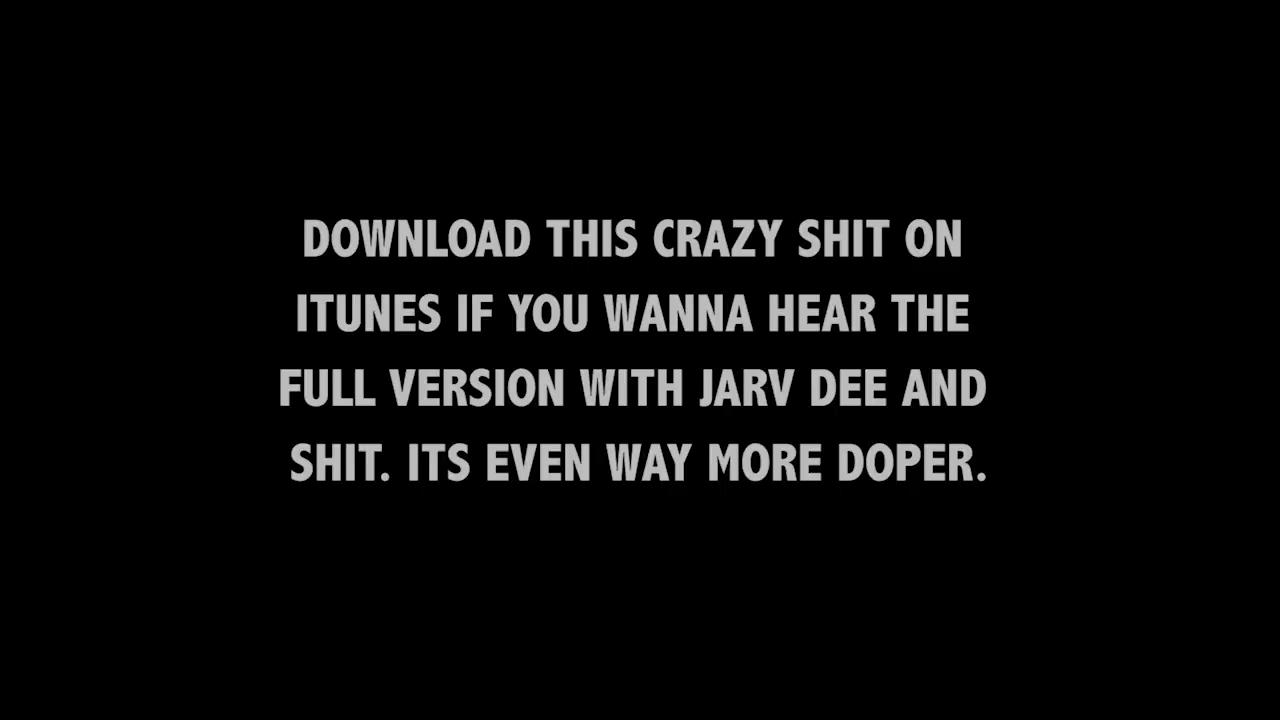 DOWNLOAD THIS CRAZY SHIT ON
ITUNES IF YOU WANNA HEAR THE
FULL VERSION WITH JARV DEE AND
SHIT. ITS EVEN WAY MORE DOPER.